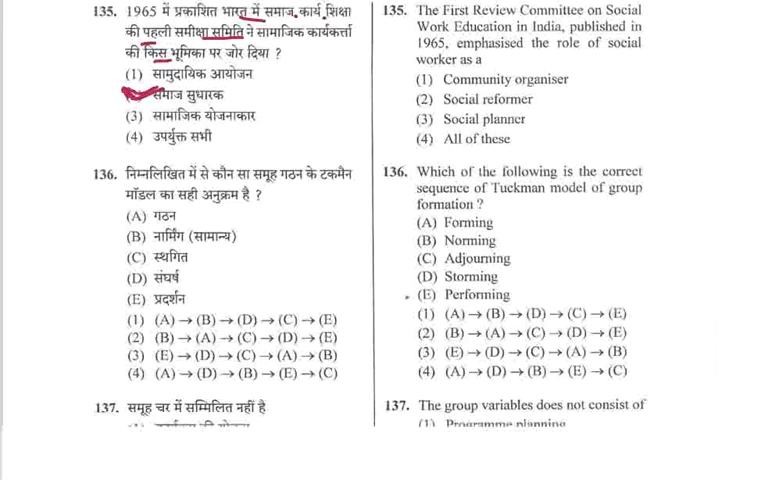 135. 1965 में प्रकाशित भारत में समाज कार्य शिक्षा
की पहली समीक्षा समिति ने सामाजिक कार्यकर्त्ता
की किस भूमिका पर जोर दिया ?
(1) सामुदायिक आयोजन
समाज सुधारक
(3) सामाजिक योजनाकार
(4) उपर्युक्त सभी
136. निम्नलिखित में से कौन सा समूह गठन के टकमैन
मॉडल का सही अनुक्रम है ?
(A) गठन
(B) नार्मिंग (सामान्य)
(C) स्थगित
(D) संघर्ष
(E) प्रदर्शन
(1) (A) → (B) → (D) → (C) → (E)
(2) (B) → (A) → (C) → (D) → (E)
(3) (E) → (D) → (C) → (A) → (B)
(4) (A) → (D) → (B) → (E) → (C)
137. समूह चर में सम्मिलित नहीं है
135. The First Review Committee on Social
Work Education in India, published in
1965, emphasised the role of social
worker as a
(1) Community organiser
(2) Social reformer
(3) Social planner
(4) All of these
136. Which of the following is the correct
sequence of Tuckman model of group
formation ?
(A) Forming
(B) Norming
(C) Adjourning
(D) Storming
(E) Performing
(1) (A) → (B) → (D) → (C) → (E)
(2) (B) → (A) → (C) → (D) → (E)
(3) (E) → (D) → (C) → (A) → (B)
(4) (A) → (D) → (B) → (E) → (C)
137. The group variables does not consist of
(1) Programme planning